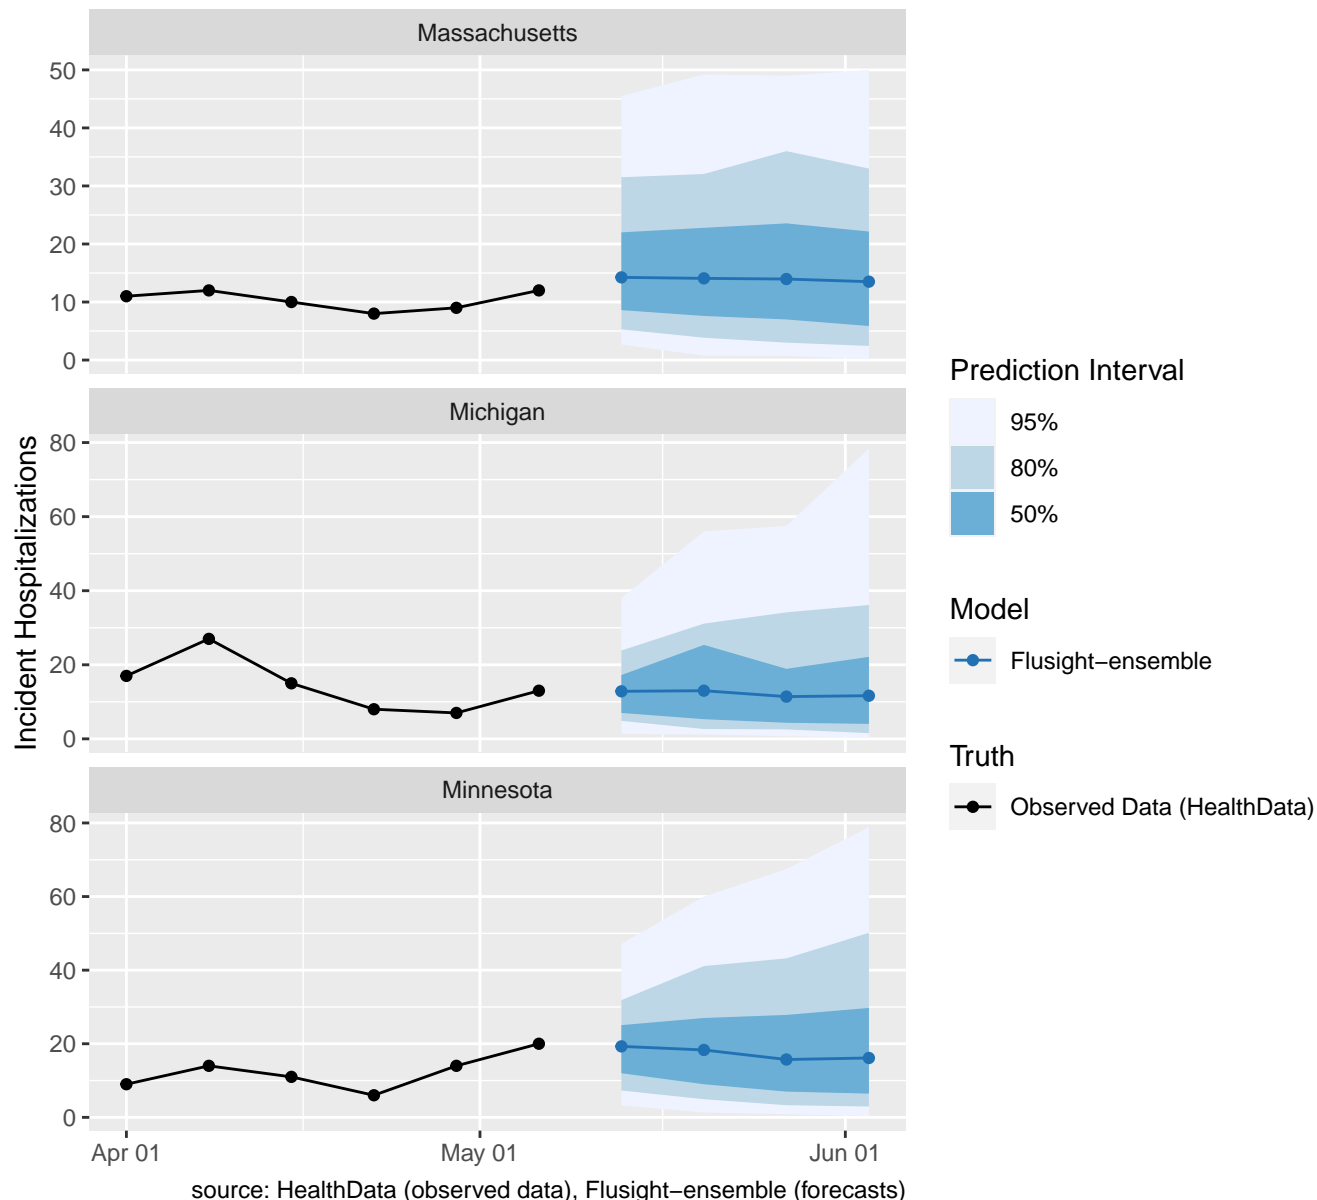 Massachusetts
50
40
30
20
10
0
Michigan
80
60
40
20
0
Minnesota
80
60
40
20
0
Apr 01
May 01
Jun 01
Incident Hospitalizations
source: HealthData (observed data), Flusight−ensemble (forecasts)
Prediction Interval
95%
80%
50%
Model
Flusight−ensemble
Truth
Observed Data (HealthData)